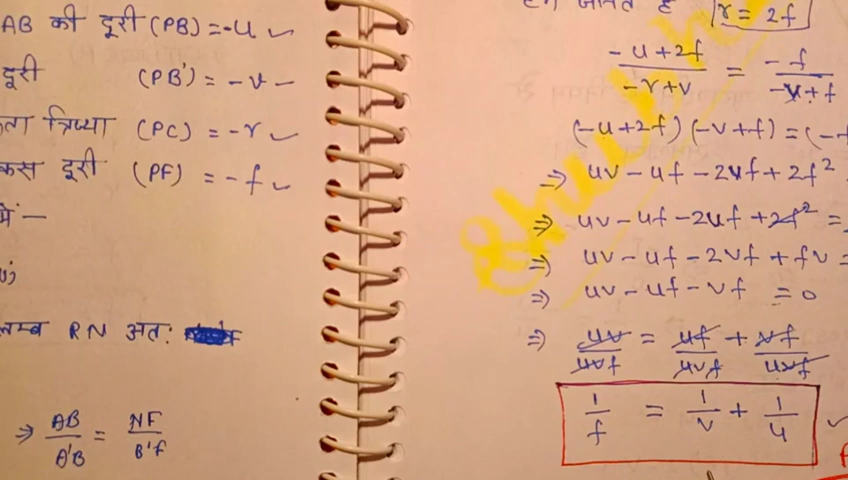 AB की दूरी (PB) = -u ✓
दूरी (PB') = -v -
त्रिज्या (PC) = -r ✓
दूरी (PF) = -f ✓
में -
लम्ब RN अत:
⇒ AB/A'B = NF/B'f
r = 2f
(-u+2f)/(-r+v) = -f/(-v+f)
(-u+2f)(-v+f) = (-f
⇒ uv - uf - 2vf + 2f²
⇒ uv - uf - 2uf + 2f² =
⇒ uv - uf - 2vf + fv =
⇒ uv - uf - vf = 0
⇒ uv/uvf = uf/uvf + vf/uvf
1/f = 1/v + 1/u ✓